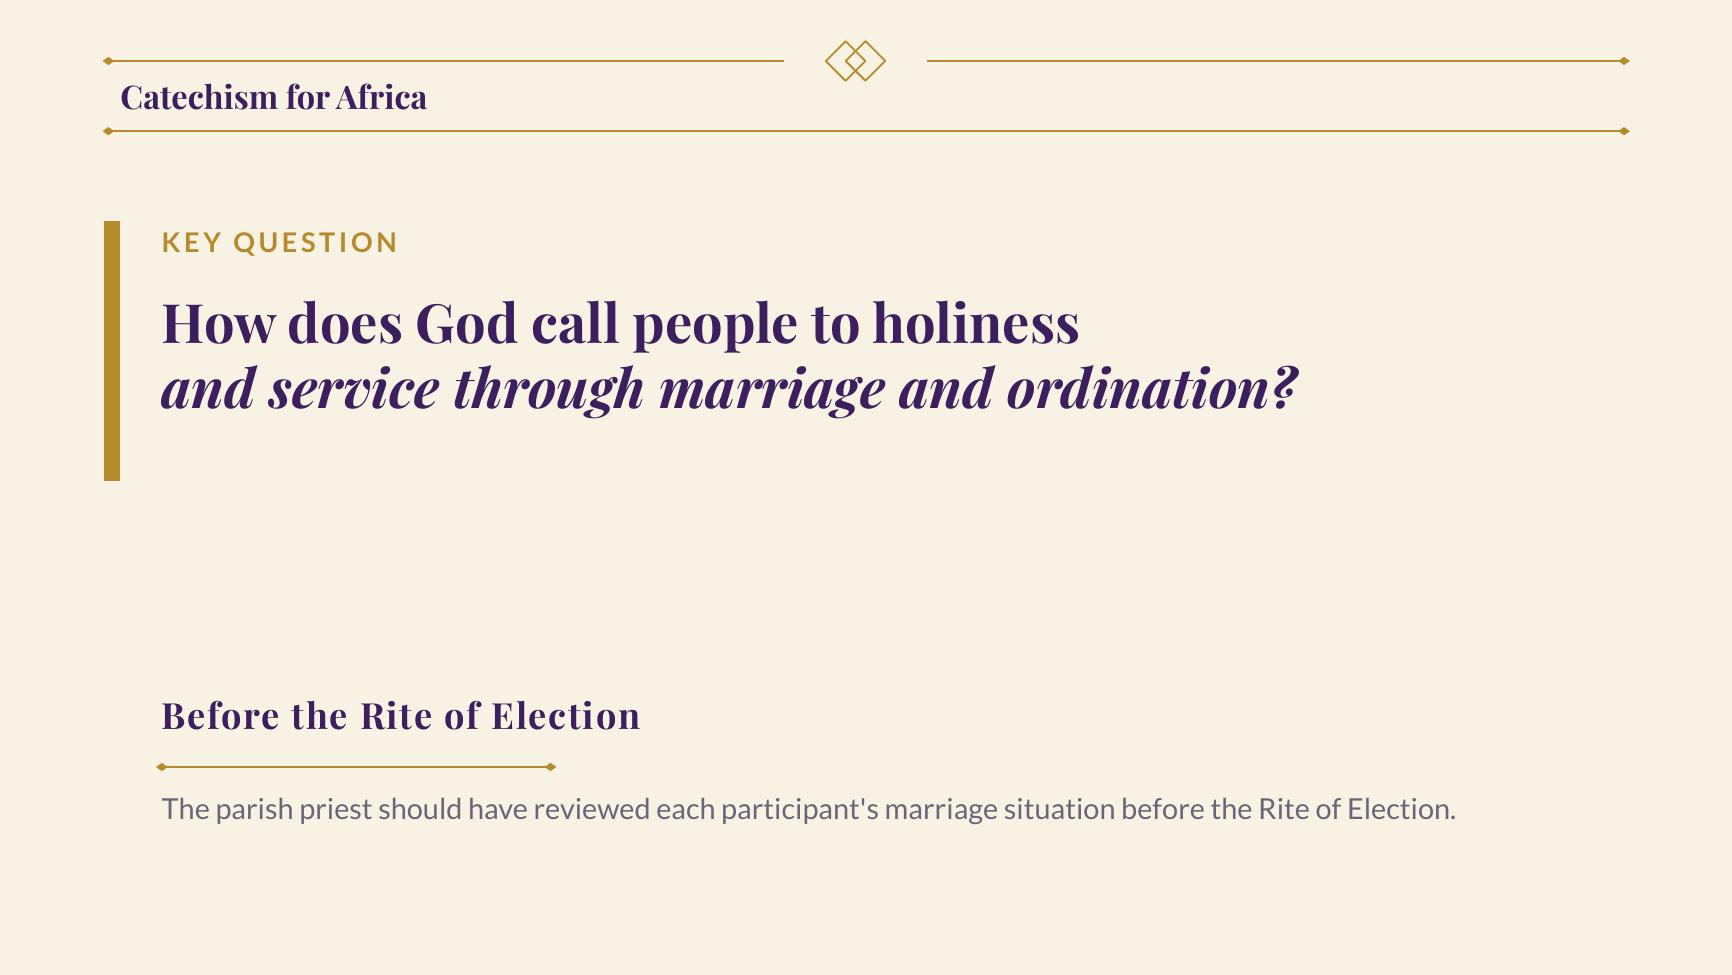 Catechism for Africa
KEY QUESTION
How does God call people to holiness
and service through marriage and ordination?
Before the Rite of Election
The parish priest should have reviewed each participant's marriage situation before the Rite of Election.